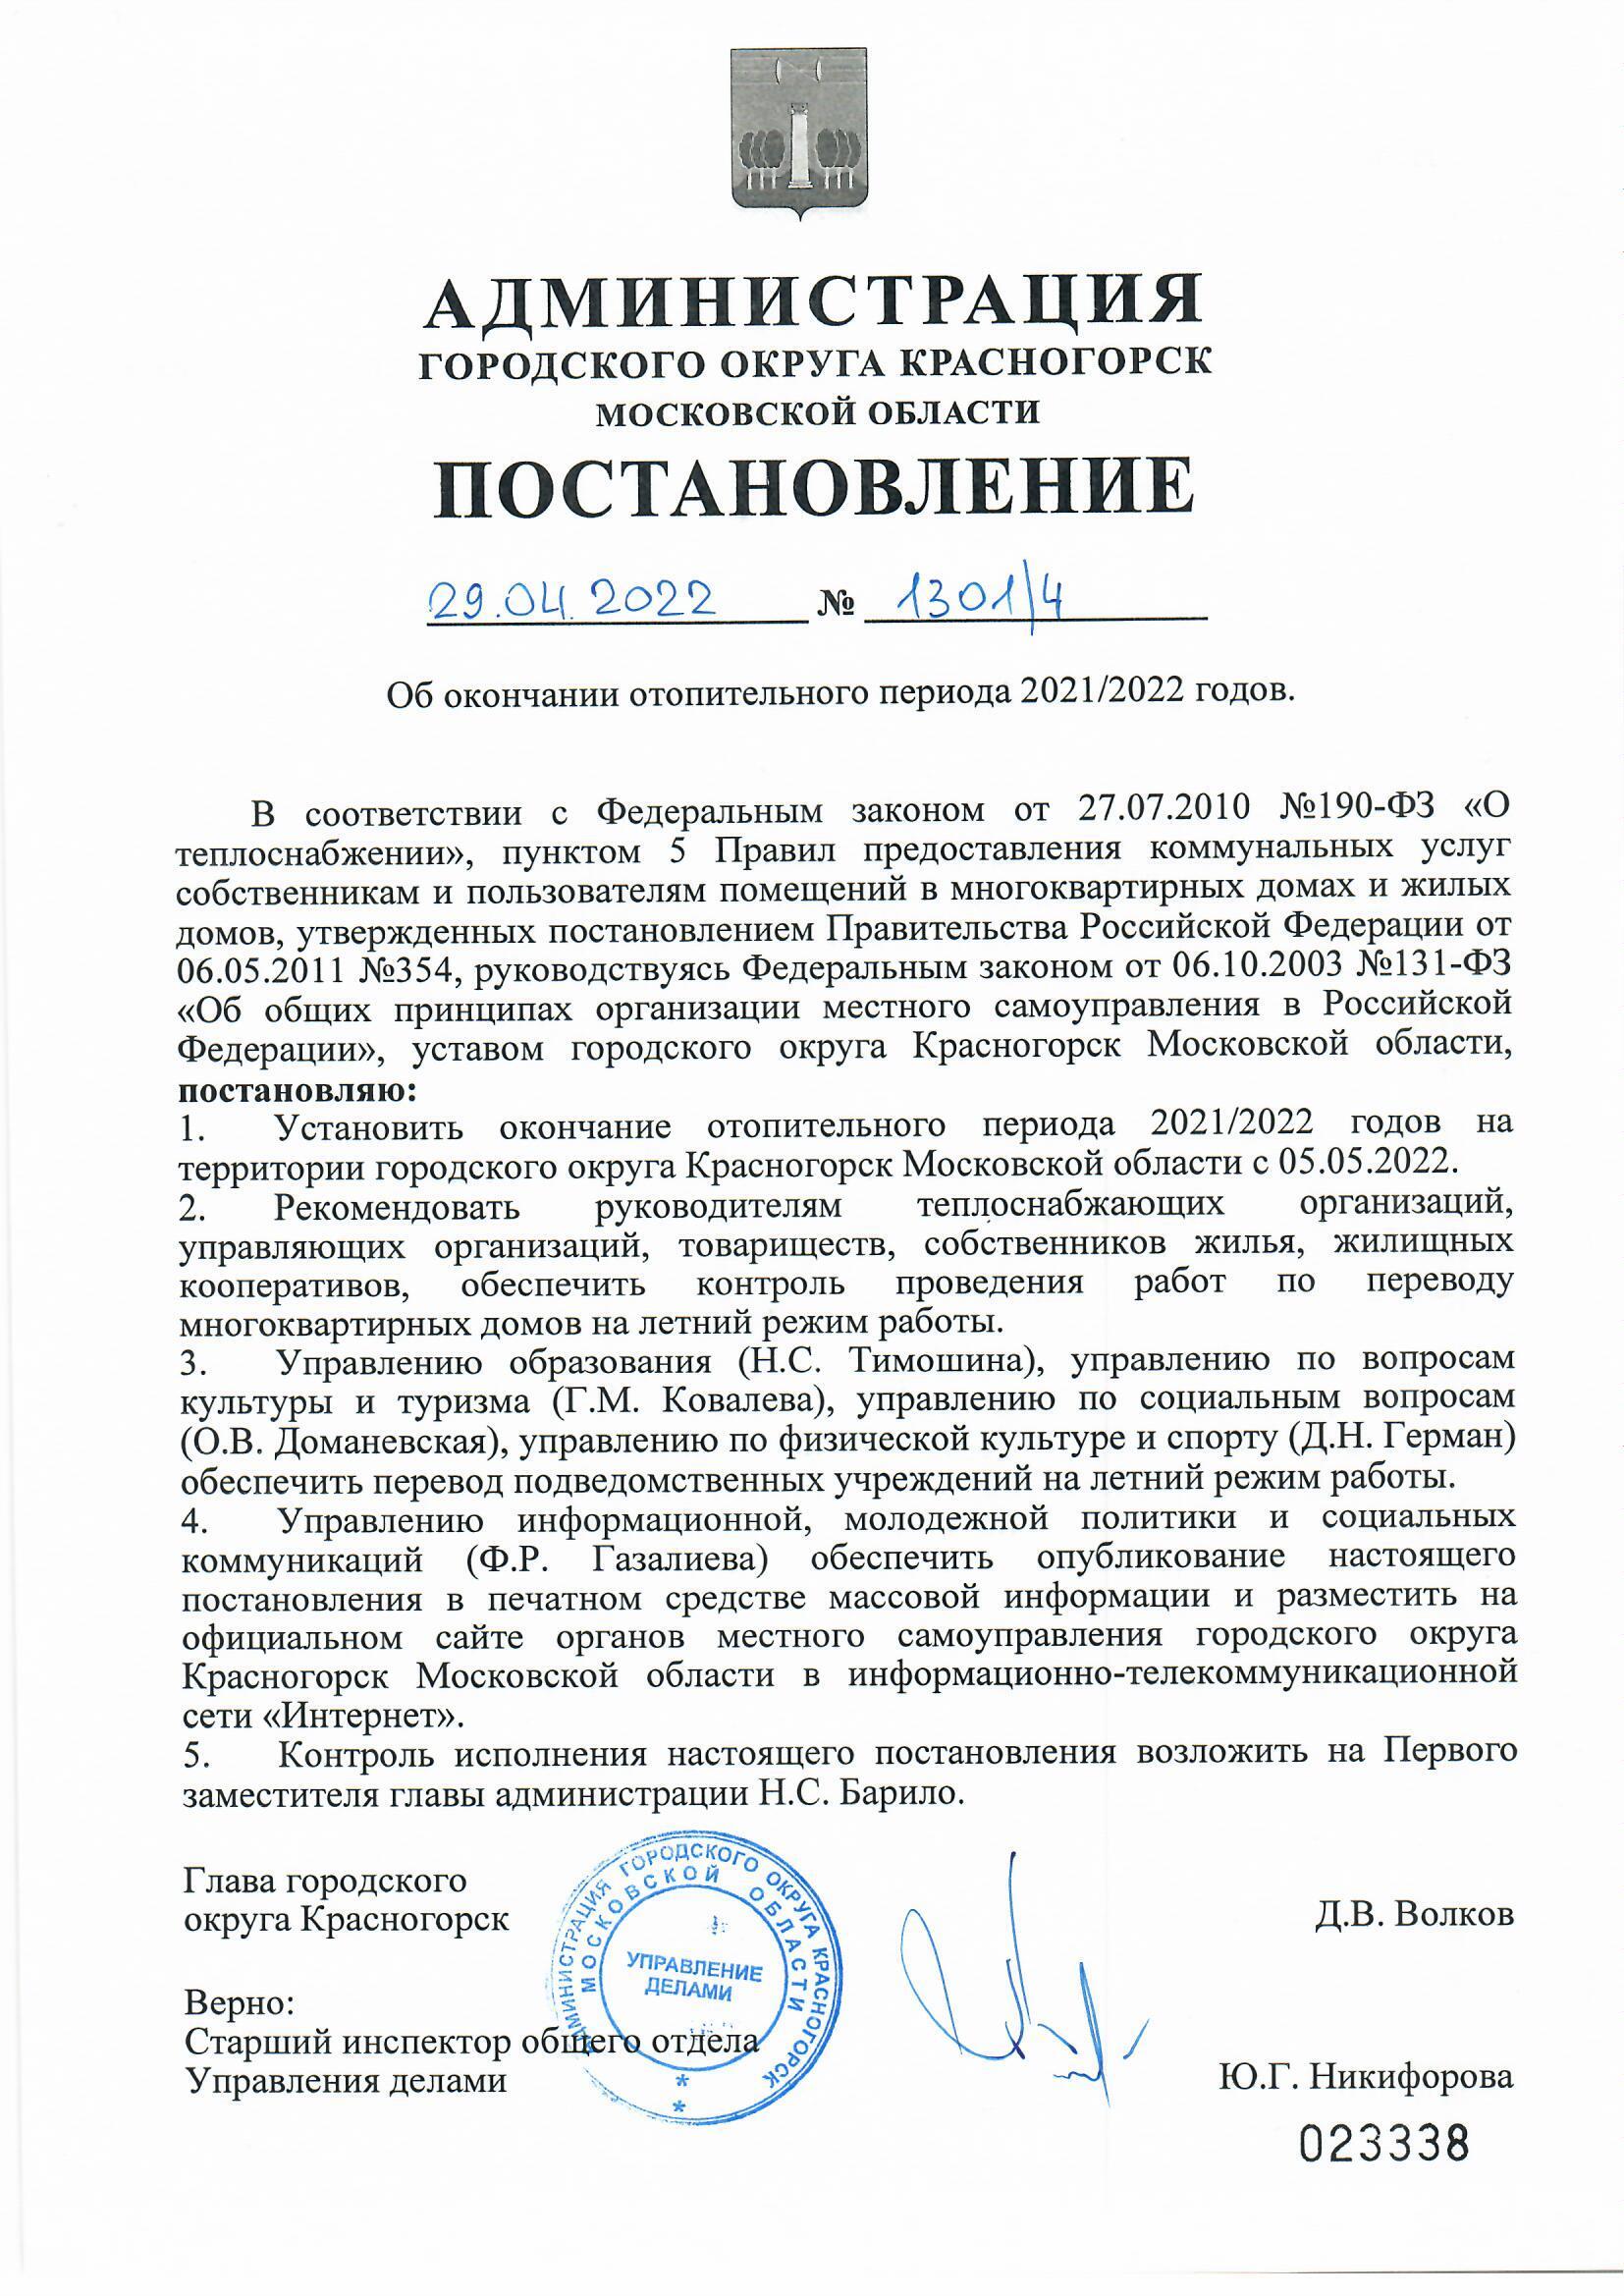 АДМИНИСТРАЦИЯ
ГОРОДСКОГО ОКРУГА КРАСНОГОРСК
МОСКОВСКОЙ ОБЛАСТИ
ПОСТАНОВЛЕНИЕ
29.04.2022 № 1301/4
Об окончании отопительного периода 2021/2022 годов.
В соответствии с Федеральным законом от 27.07.2010 №190-ФЗ «О
теплоснабжении», пунктом 5 Правил предоставления коммунальных услуг
собственникам и пользователям помещений в многоквартирных домах и жилых
домов, утвержденных постановлением Правительства Российской Федерации от
06.05.2011 №354, руководствуясь Федеральным законом от 06.10.2003 №131-ФЗ
«Об общих принципах организации местного самоуправления в Российской
Федерации», уставом городского округа Красногорск Московской области,
постановляю:
1. Установить окончание отопительного периода 2021/2022 годов на
территории городского округа Красногорск Московской области с 05.05.2022.
2. Рекомендовать руководителям теплоснабжающих организаций,
управляющих организаций, товариществ, собственников жилья, жилищных
кооперативов, обеспечить контроль проведения работ по переводу
многоквартирных домов на летний режим работы.
3. Управлению образования (Н.С. Тимошина), управлению по вопросам
культуры и туризма (Г.М. Ковалева), управлению по социальным вопросам
(О.В. Доманевская), управлению по физической культуре и спорту (Д.Н. Герман)
обеспечить перевод подведомственных учреждений на летний режим работы.
4. Управлению информационной, молодежной политики и социальных
коммуникаций (Ф.Р. Газалиева) обеспечить опубликование настоящего
постановления в печатном средстве массовой информации и разместить на
официальном сайте органов местного самоуправления городского округа
Красногорск Московской области в информационно-телекоммуникационной
сети «Интернет».
5. Контроль исполнения настоящего постановления возложить на Первого
заместителя главы администрации Н.С. Барило.
Глава городского
округа Красногорск Д.В. Волков
АДМИНИСТРАЦИЯ ГОРОДСКОГО ОКРУГА КРАСНОГОРСК
МОСКОВСКОЙ ОБЛАСТИ
УПРАВЛЕНИЕ
ДЕЛАМИ
Верно:
Старший инспектор общего отдела
Управления делами Ю.Г. Никифорова
023338